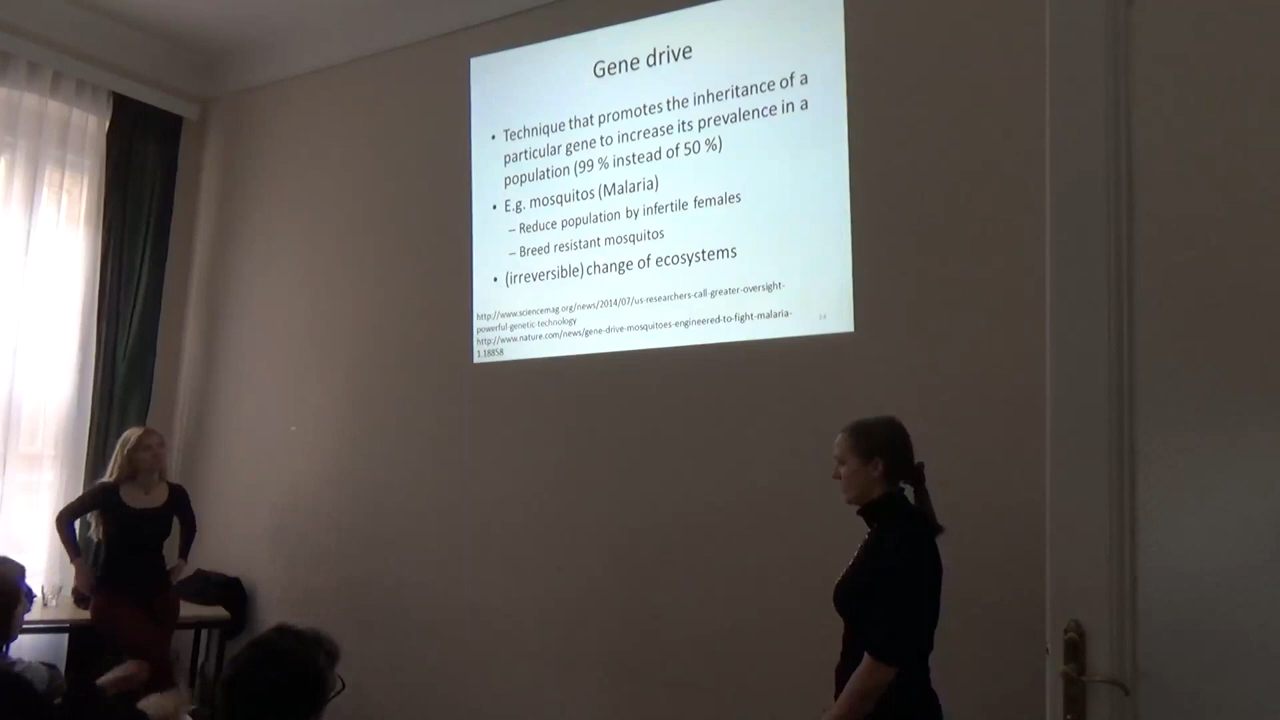 Gene drive
• Technique that promotes the inheritance of a
particular gene to increase its prevalence in a
population (99 % instead of 50 %)
• E.g. mosquitos (Malaria)
– Reduce population by infertile females
– Breed resistant mosquitos
• (irreversible) change of ecosystems
http://www.sciencemag.org/news/2014/07/us-researchers-call-greater-oversight-
powerful-genetic-technology
http://www.nature.com/news/gene-drive-mosquitoes-engineered-to-fight-malaria-
1.18858